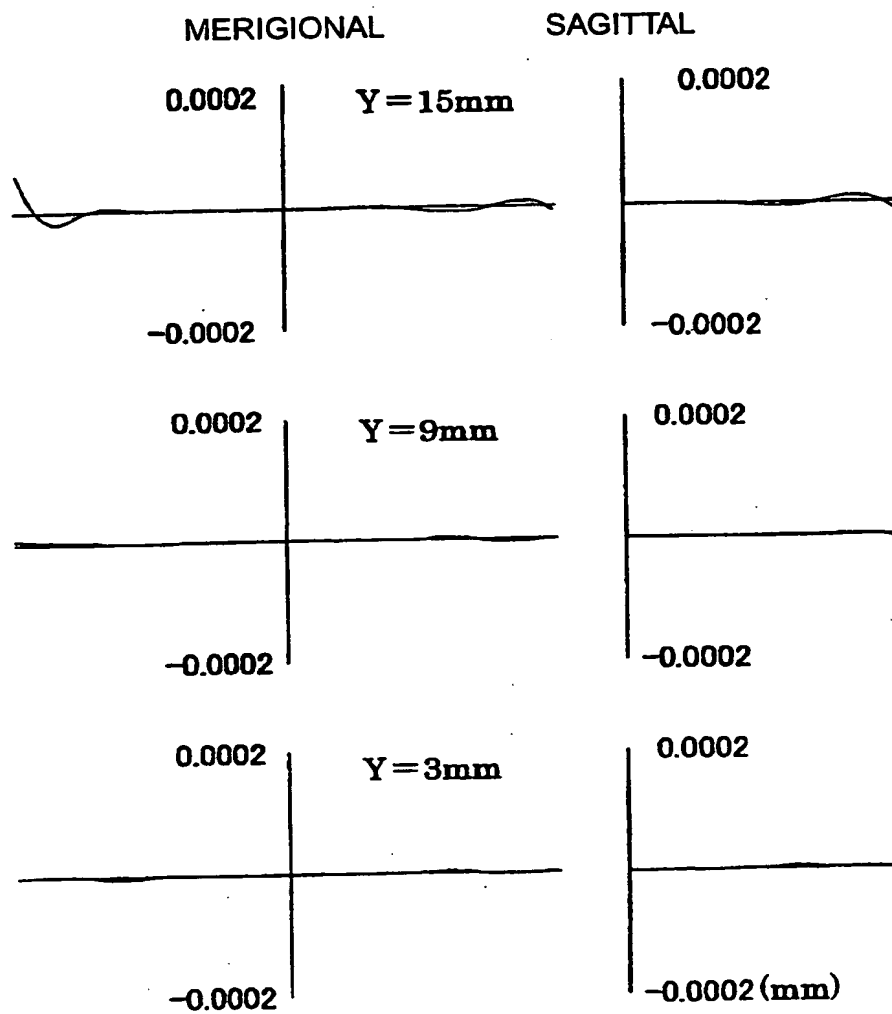 MERIGIONAL SAGITTAL
0.0002 Y=15mm 0.0002
-0.0002 -0.0002
0.0002 Y=9mm 0.0002
-0.0002 -0.0002
0.0002 Y=3mm 0.0002
-0.0002 -0.0002 (mm)